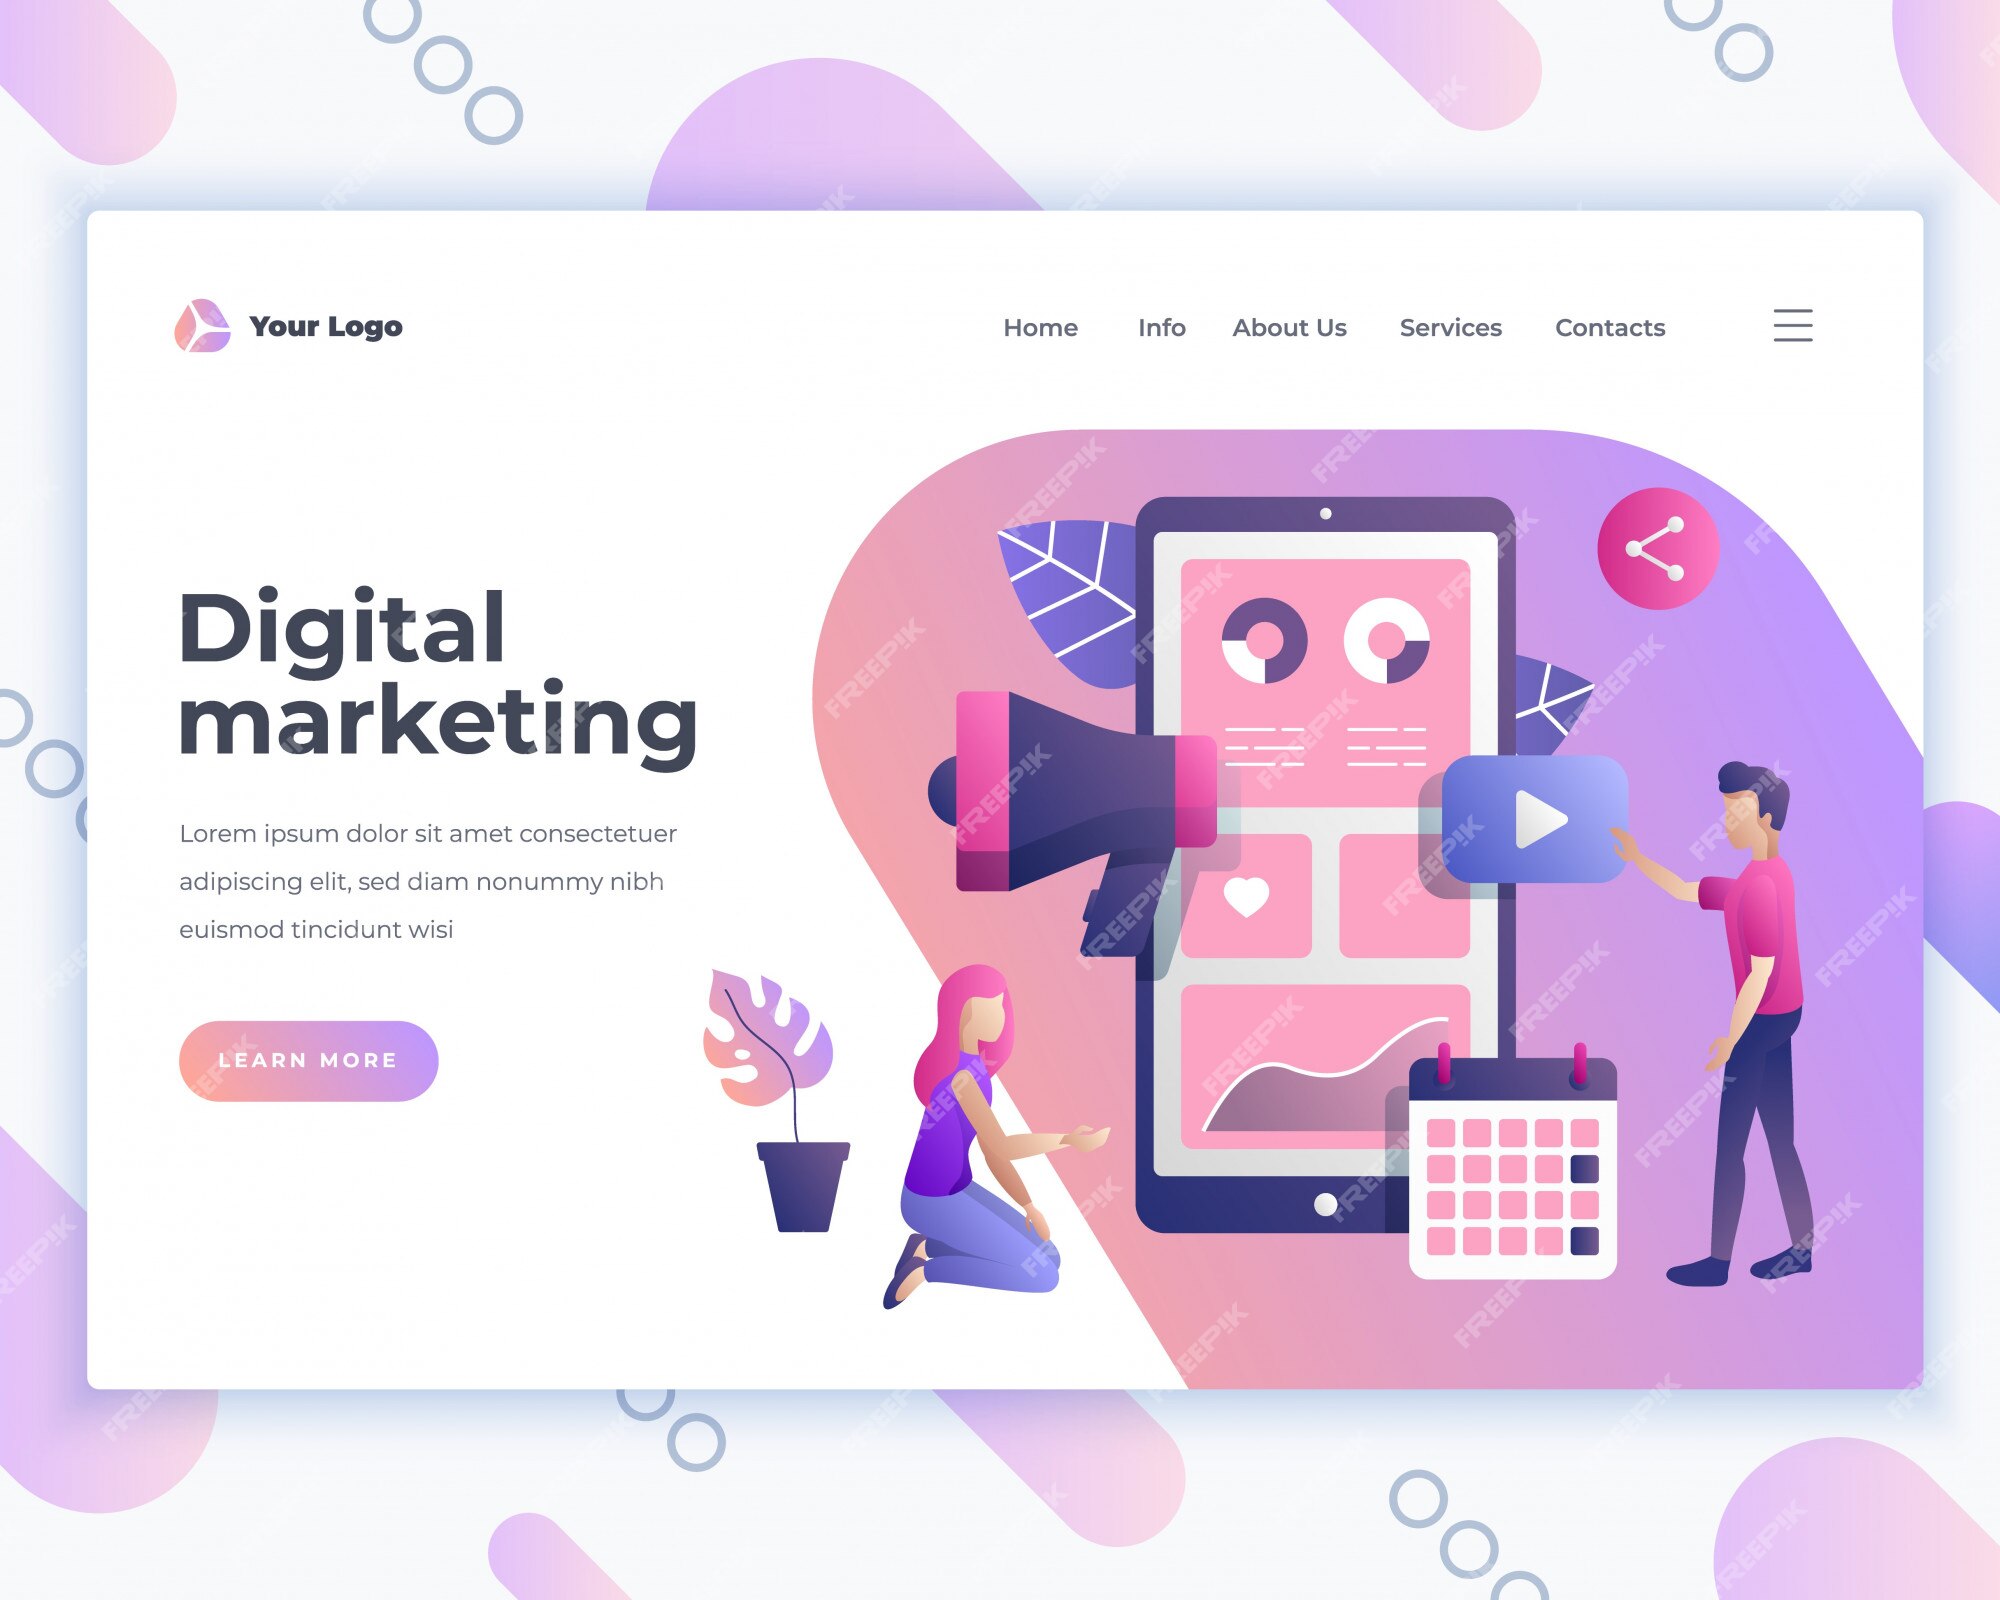 Your Logo
Home Info About Us Services Contacts
Digital
marketing
Lorem ipsum dolor sit amet consectetuer
adipiscing elit, sed diam nonummy nibh
euismod tincidunt wisi
LEARN MORE
FREEPIK